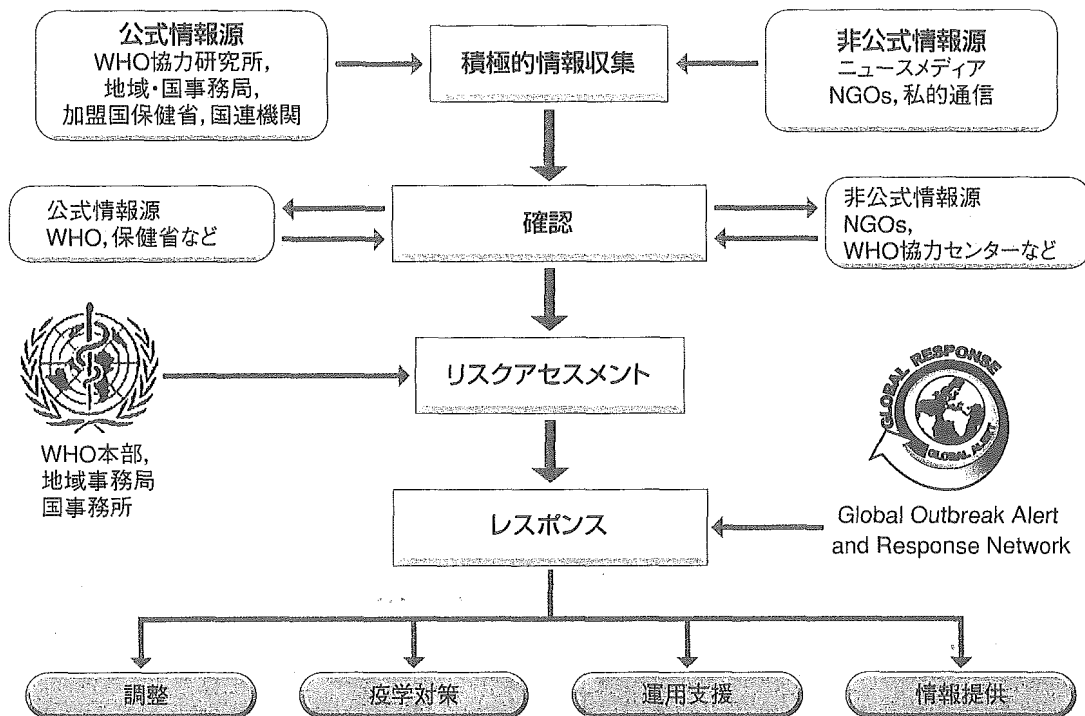 公式情報源
WHO協力研究所,
地域・国事務局,
加盟国保健省,国連機関
積極的情報収集
非公式情報源
ニュースメディア
NGOs, 私的通信
公式情報源
WHO, 保健省など
確認
非公式情報源
NGOs,
WHO協力センターなど
リスクアセスメント
WHO本部,
地域事務局
国事務所
GLOBAL RESPONSE
GLOBAL ALERT
レスポンス
Global Outbreak Alert
and Response Network
調整
疫学対策
運用支援
情報提供